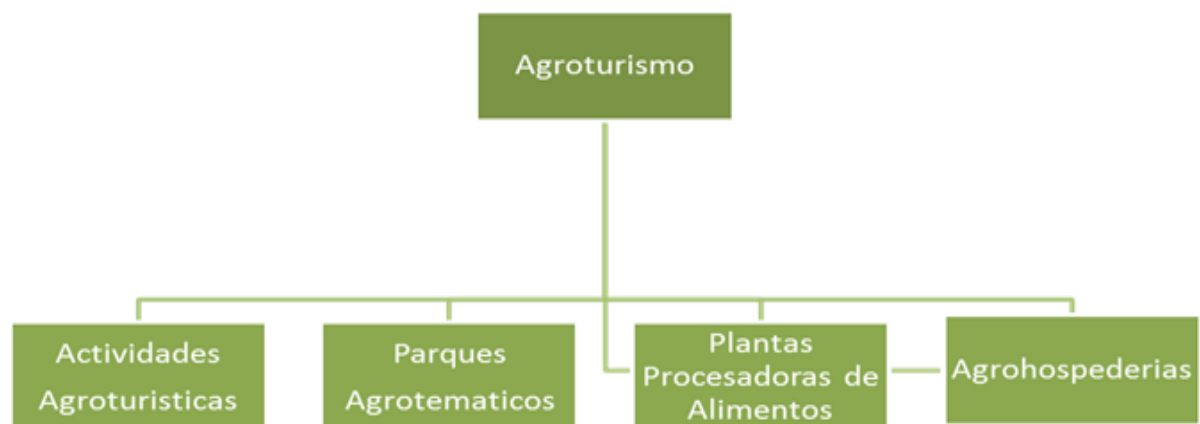 Agroturismo
Actividades
Agroturisticas
Parques
Agrotematicos
Plantas
Procesadoras de
Alimentos
Agrohospederias